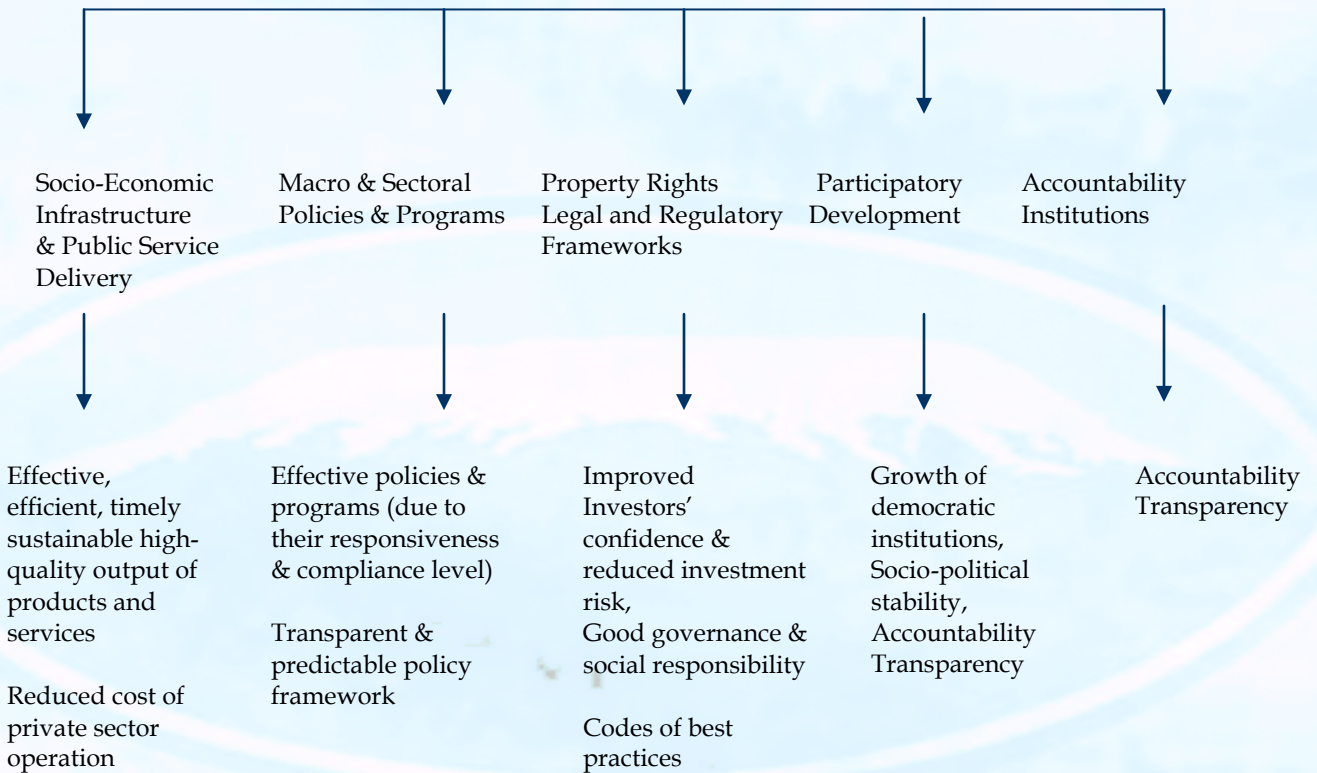 Socio-Economic
Infrastructure
& Public Service
Delivery
Macro & Sectoral
Policies & Programs
Property Rights
Legal and Regulatory
Frameworks
Participatory
Development
Accountability
Institutions
Effective,
efficient, timely
sustainable high-
quality output of
products and
services
Reduced cost of
private sector
operation
Effective policies &
programs (due to
their responsiveness
& compliance level)
Transparent &
predictable policy
framework
Improved
Investors’
confidence &
reduced investment
risk,
Good governance &
social responsibility
Codes of best
practices
Growth of
democratic
institutions,
Socio-political
stability,
Accountability
Transparency
Accountability
Transparency